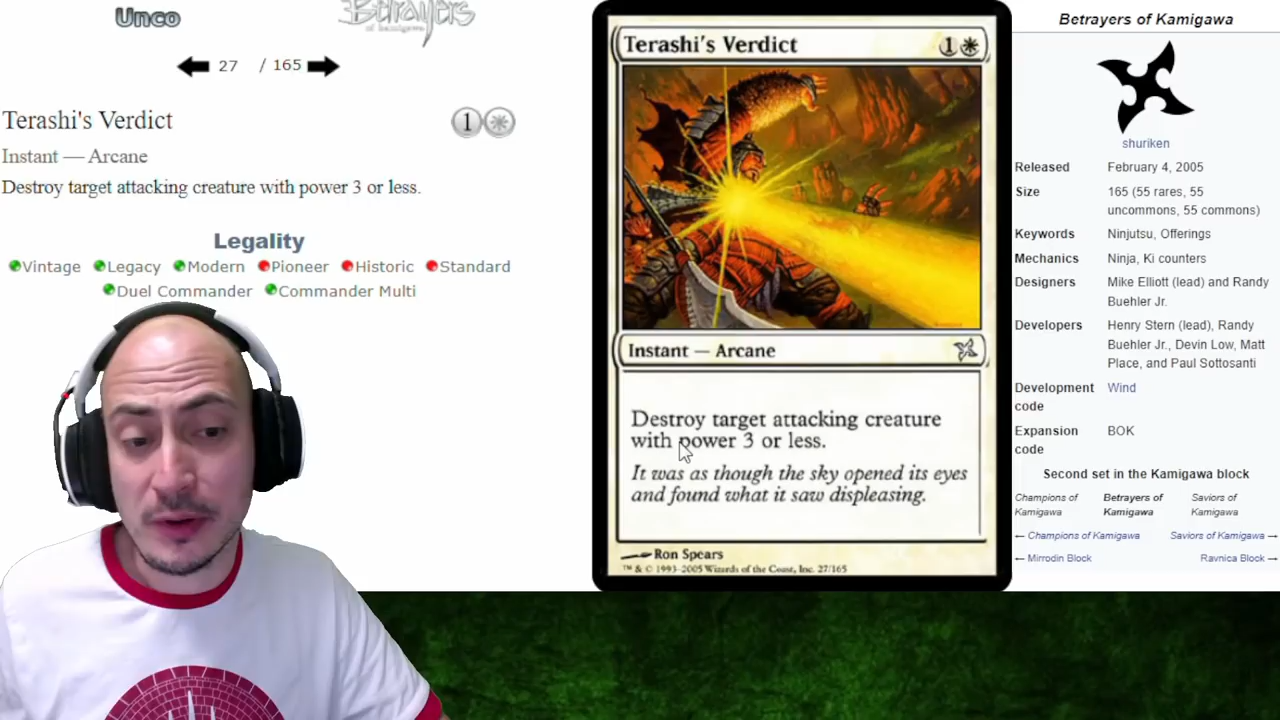 Unco
Betrayers
of kamigawa
27 / 165
Terashi's Verdict
1
Instant — Arcane
Destroy target attacking creature with power 3 or less.
Legality
Vintage Legacy Modern Pioneer Historic Standard
Duel Commander Commander Multi
Terashi's Verdict
1
Instant — Arcane
Destroy target attacking creature
with power 3 or less.
It was as though the sky opened its eyes
and found what it saw displeasing.
Ron Spears
™ & © 1993-2005 Wizards of the Coast, Inc. 27/165
Betrayers of Kamigawa
shuriken
Released February 4, 2005
Size 165 (55 rares, 55
uncommons, 55 commons)
Keywords Ninjutsu, Offerings
Mechanics Ninja, Ki counters
Designers Mike Elliott (lead) and Randy
Buehler Jr.
Developers Henry Stern (lead), Randy
Buehler Jr., Devin Low, Matt
Place, and Paul Sottosanti
Development Wind
code
Expansion BOK
code
Second set in the Kamigawa block
Champions of Betrayers of Saviors of
Kamigawa Kamigawa Kamigawa
← Champions of Kamigawa Saviors of Kamigawa →
← Mirrodin Block Ravnica Block →